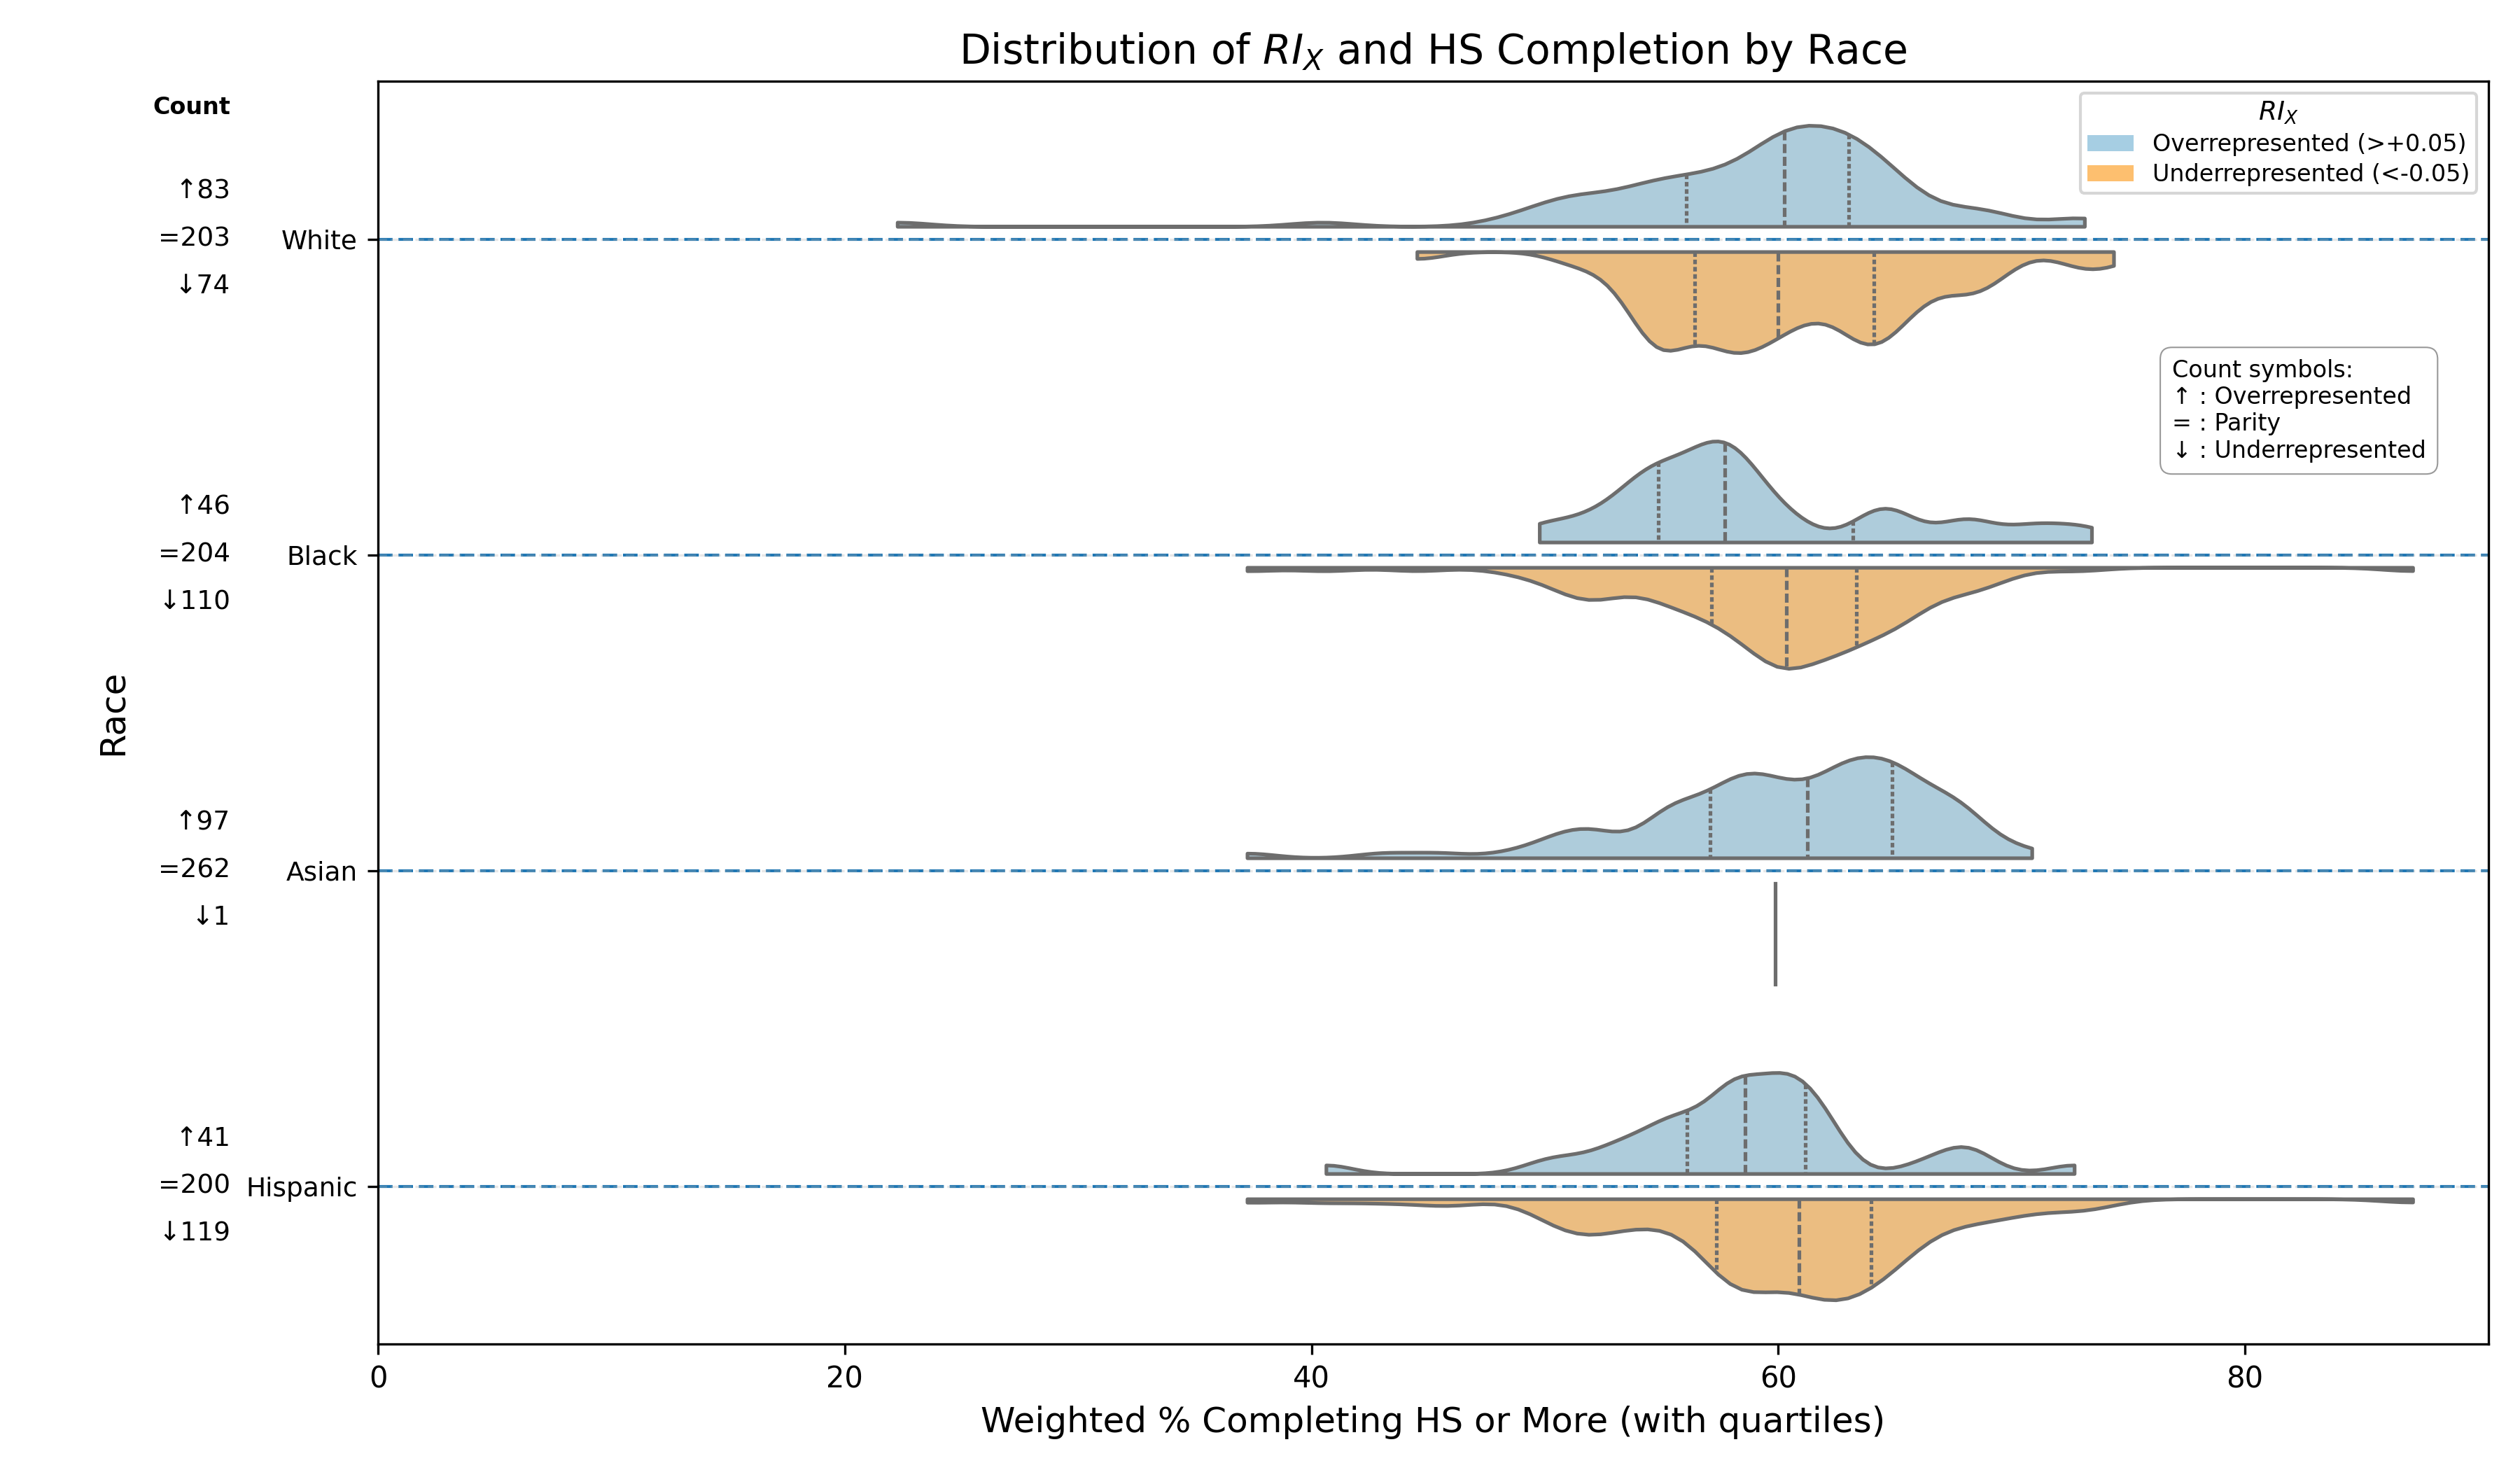 Distribution of RI_X and HS Completion by Race
Count
RI_X
Overrepresented (>+0.05)
Underrepresented (<-0.05)
↑83
=203
White
↓74
Count symbols:
↑ : Overrepresented
= : Parity
↓ : Underrepresented
↑46
=204
Black
↓110
Race
↑97
=262
Asian
↓1
↑41
=200
Hispanic
↓119
0 20 40 60 80
Weighted % Completing HS or More (with quartiles)